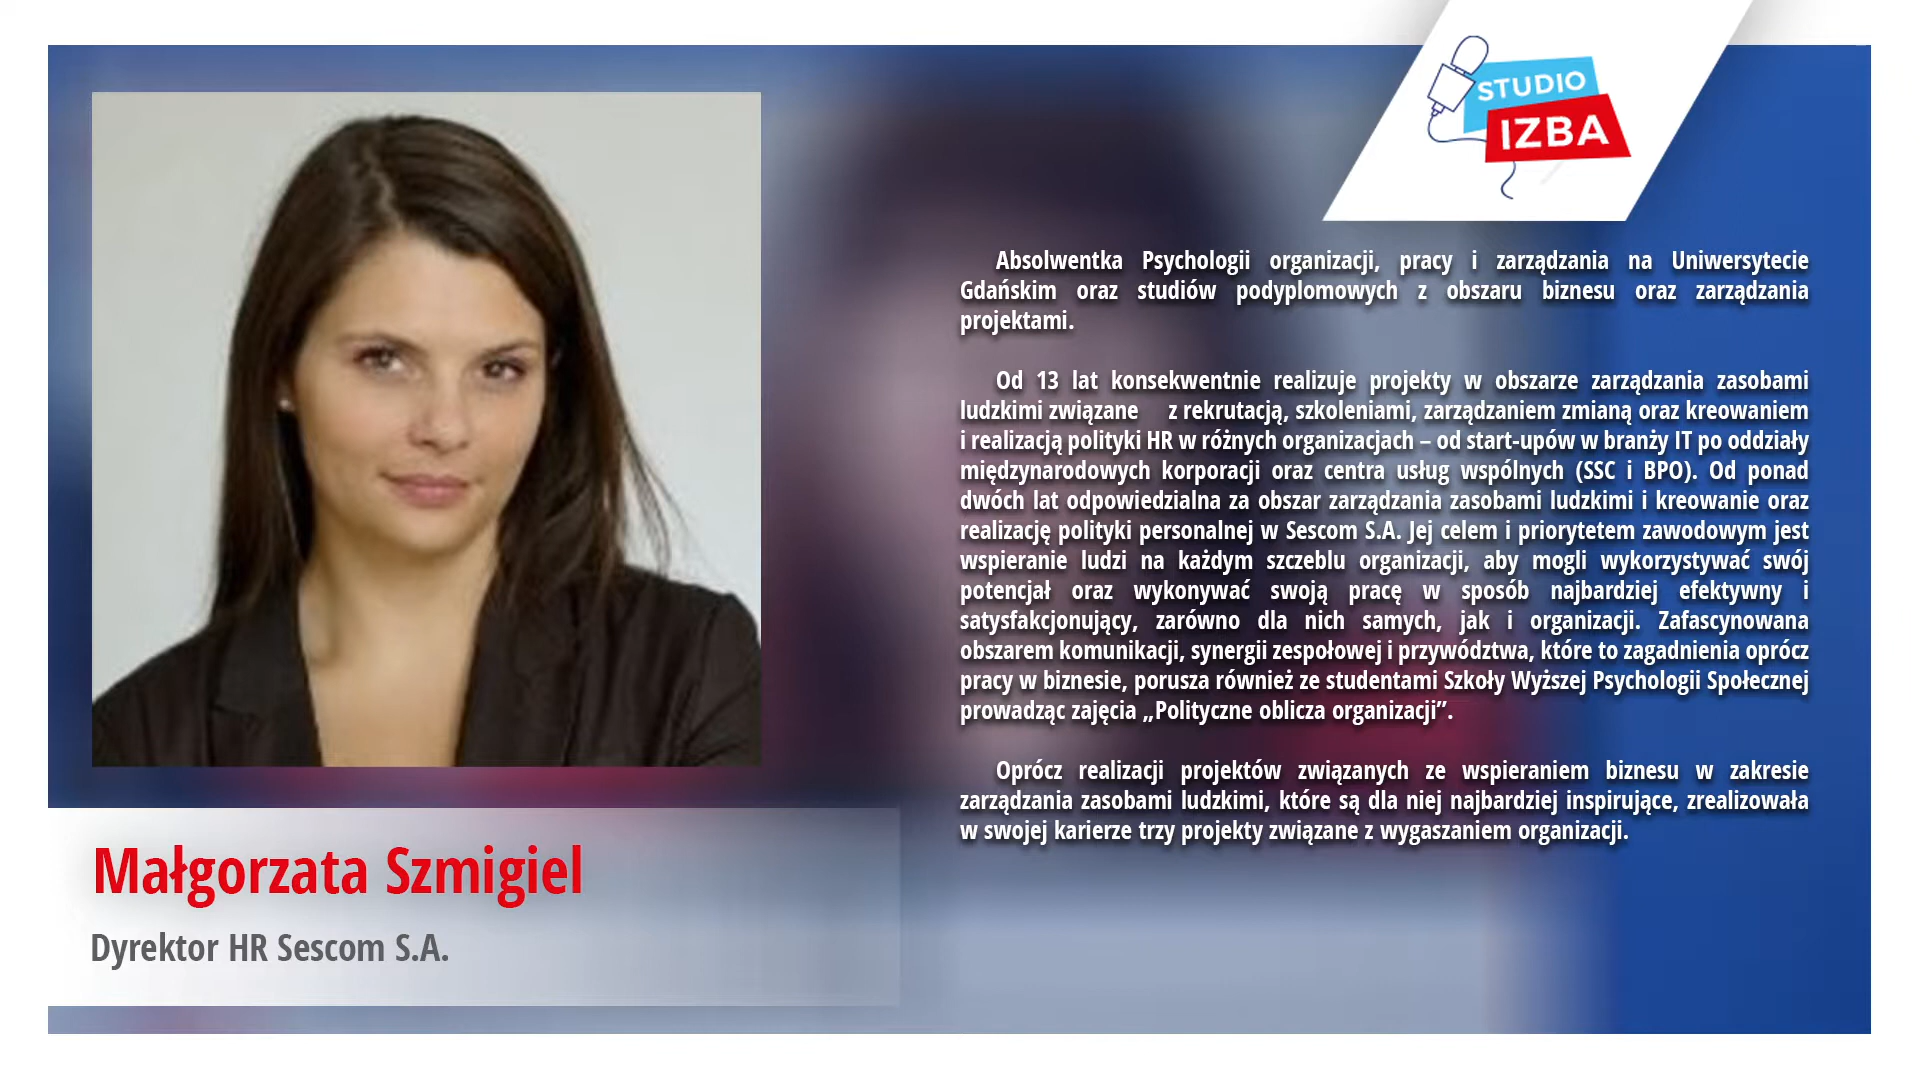 STUDIO
IZBA
Absolwentka Psychologii organizacji, pracy i zarządzania na Uniwersytecie
Gdańskim oraz studiów podyplomowych z obszaru biznesu oraz zarządzania
projektami.
Od 13 lat konsekwentnie realizuje projekty w obszarze zarządzania zasobami
ludzkimi związane z rekrutacją, szkoleniami, zarządzaniem zmianą oraz kreowaniem
i realizacją polityki HR w różnych organizacjach – od start-upów w branży IT po oddziały
międzynarodowych korporacji oraz centra usług wspólnych (SSC i BPO). Od ponad
dwóch lat odpowiedzialna za obszar zarządzania zasobami ludzkimi i kreowanie oraz
realizację polityki personalnej w Sescom S.A. Jej celem i priorytetem zawodowym jest
wspieranie ludzi na każdym szczeblu organizacji, aby mogli wykorzystywać swój
potencjał oraz wykonywać swoją pracę w sposób najbardziej efektywny i
satysfakcjonujący, zarówno dla nich samych, jak i organizacji. Zafascynowana
obszarem komunikacji, synergii zespołowej i przywództwa, które to zagadnienia oprócz
pracy w biznesie, porusza również ze studentami Szkoły Wyższej Psychologii Społecznej
prowadząc zajęcia „Polityczne oblicza organizacji”.
Oprócz realizacji projektów związanych ze wspieraniem biznesu w zakresie
zarządzania zasobami ludzkimi, które są dla niej najbardziej inspirujące, zrealizowała
w swojej karierze trzy projekty związane z wygaszaniem organizacji.
Małgorzata Szmigiel
Dyrektor HR Sescom S.A.